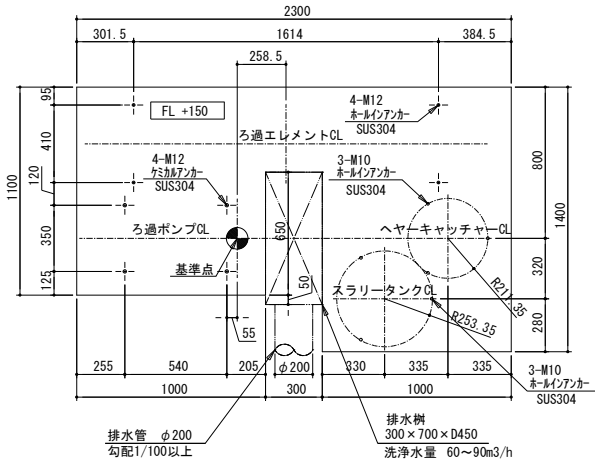 2300
301.5 1614 384.5
258.5
95
410
120
350
125
1100
FL +150
4-M12
ホールインアンカー
SUS304
ろ過エレメントCL
4-M12
ケミカルアンカー
SUS304
3-M10
ホールインアンカー
SUS304
ろ過ポンプCL
650
ヘヤーキャッチャーCL
基準点
50
スラリータンクCL
R211.35
R253.35
800
320
280
1400
55
255 540 205 φ200 330 335 335
1000 300 1000
3-M10
ホールインアンカー
SUS304
排水管 φ200
勾配1/100以上
排水桝
300×700×D450
洗浄水量 60～90m3/h